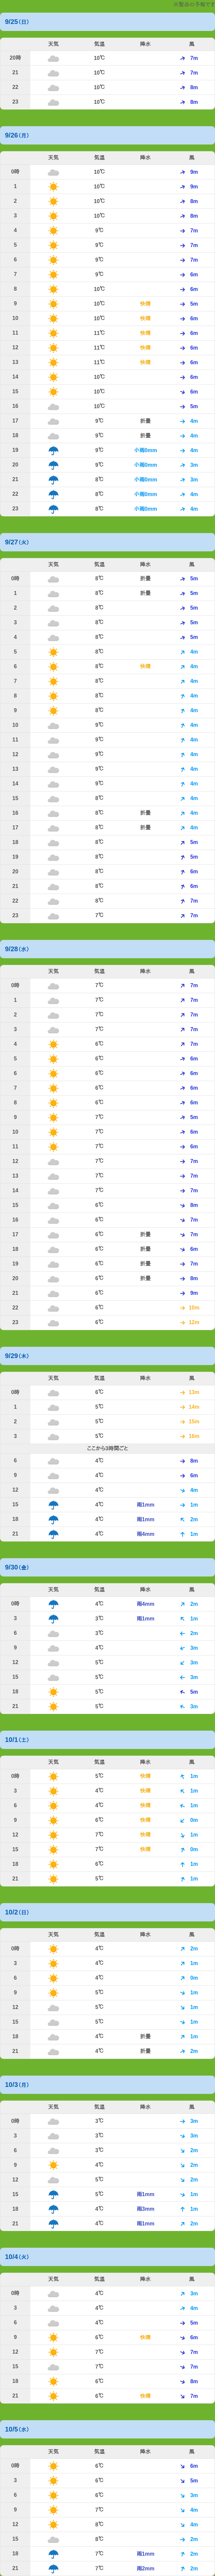 ※緊急の予報です
9/25（日）
天気 気温 降水 風
20時 10℃ 7m
21 10℃ 7m
22 10℃ 8m
23 10℃ 8m
9/26（月）
天気 気温 降水 風
0時 10℃ 9m
1 10℃ 9m
2 10℃ 8m
3 10℃ 8m
4 9℃ 7m
5 9℃ 7m
6 9℃ 7m
7 9℃ 6m
8 10℃ 6m
9 10℃ 快晴 5m
10 10℃ 快晴 6m
11 11℃ 快晴 6m
12 11℃ 快晴 6m
13 11℃ 快晴 6m
14 10℃ 6m
15 10℃ 6m
16 10℃ 5m
17 9℃ 折畳 4m
18 9℃ 折畳 4m
19 9℃ 小雨0mm 4m
20 9℃ 小雨0mm 3m
21 8℃ 小雨0mm 3m
22 8℃ 小雨0mm 4m
23 8℃ 小雨0mm 4m
9/27（火）
天気 気温 降水 風
0時 8℃ 折畳 5m
1 8℃ 折畳 5m
2 8℃ 5m
3 8℃ 5m
4 8℃ 5m
5 8℃ 4m
6 8℃ 快晴 4m
7 8℃ 4m
8 8℃ 4m
9 8℃ 4m
10 9℃ 4m
11 9℃ 4m
12 9℃ 4m
13 9℃ 4m
14 9℃ 4m
15 8℃ 4m
16 8℃ 折畳 4m
17 8℃ 折畳 4m
18 8℃ 5m
19 8℃ 5m
20 8℃ 6m
21 8℃ 6m
22 8℃ 7m
23 7℃ 7m
9/28（水）
天気 気温 降水 風
0時 7℃ 7m
1 7℃ 7m
2 7℃ 7m
3 7℃ 7m
4 6℃ 7m
5 6℃ 6m
6 6℃ 6m
7 6℃ 6m
8 6℃ 6m
9 7℃ 5m
10 7℃ 6m
11 7℃ 6m
12 7℃ 7m
13 7℃ 7m
14 7℃ 7m
15 6℃ 8m
16 6℃ 7m
17 6℃ 折畳 7m
18 6℃ 折畳 6m
19 6℃ 折畳 7m
20 6℃ 折畳 8m
21 6℃ 9m
22 6℃ 10m
23 6℃ 12m
9/29（木）
天気 気温 降水 風
0時 6℃ 13m
1 5℃ 14m
2 5℃ 15m
3 5℃ 16m
ここから3時間ごと
6 4℃ 8m
9 4℃ 6m
12 4℃ 4m
15 4℃ 雨1mm 1m
18 4℃ 雨1mm 2m
21 4℃ 雨4mm 1m
9/30（金）
天気 気温 降水 風
0時 4℃ 雨4mm 2m
3 3℃ 雨1mm 1m
6 3℃ 2m
9 4℃ 3m
12 5℃ 3m
15 5℃ 3m
18 5℃ 5m
21 5℃ 3m
10/1（土）
天気 気温 降水 風
0時 5℃ 快晴 1m
3 4℃ 快晴 1m
6 4℃ 快晴 1m
9 6℃ 快晴 0m
12 7℃ 快晴 1m
15 7℃ 快晴 0m
18 6℃ 1m
21 5℃ 1m
10/2（日）
天気 気温 降水 風
0時 4℃ 2m
3 4℃ 1m
6 4℃ 0m
9 5℃ 1m
12 5℃ 1m
15 5℃ 1m
18 4℃ 折畳 1m
21 4℃ 折畳 2m
10/3（月）
天気 気温 降水 風
0時 3℃ 3m
3 3℃ 3m
6 3℃ 2m
9 4℃ 2m
12 5℃ 2m
15 5℃ 雨1mm 1m
18 4℃ 雨3mm 1m
21 4℃ 雨1mm 2m
10/4（火）
天気 気温 降水 風
0時 4℃ 3m
3 4℃ 4m
6 4℃ 5m
9 6℃ 快晴 6m
12 7℃ 7m
15 7℃ 7m
18 6℃ 8m
21 6℃ 快晴 7m
10/5（水）
天気 気温 降水 風
0時 6℃ 6m
3 6℃ 5m
6 6℃ 3m
9 7℃ 4m
12 8℃ 4m
15 8℃ 2m
18 7℃ 雨1mm 2m
21 7℃ 雨2mm 2m